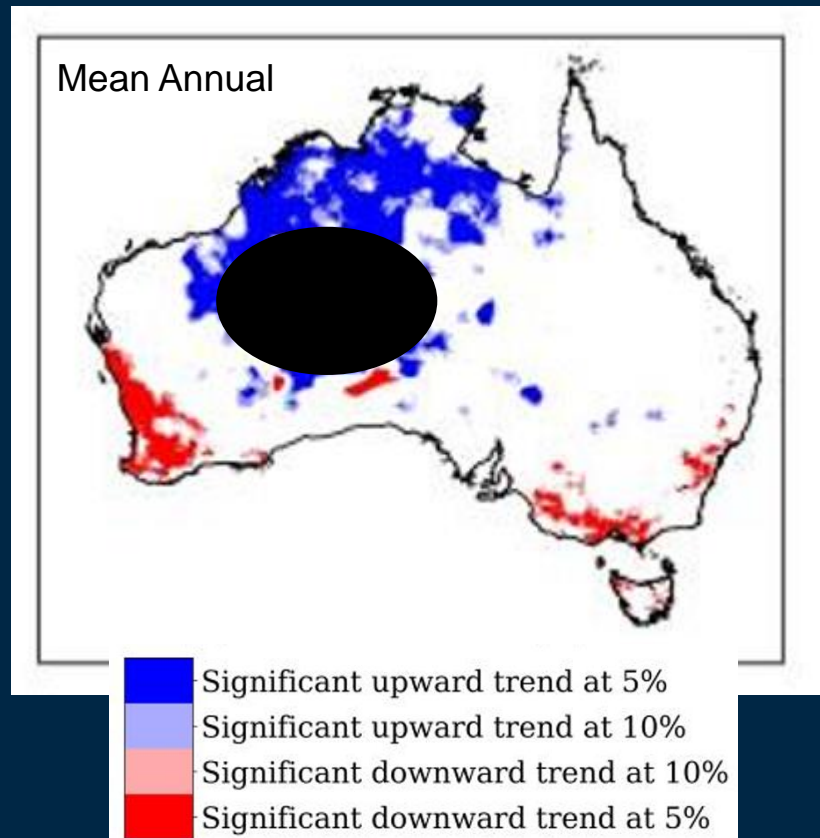 Mean Annual
Significant upward trend at 5%
Significant upward trend at 10%
Significant downward trend at 10%
Significant downward trend at 5%